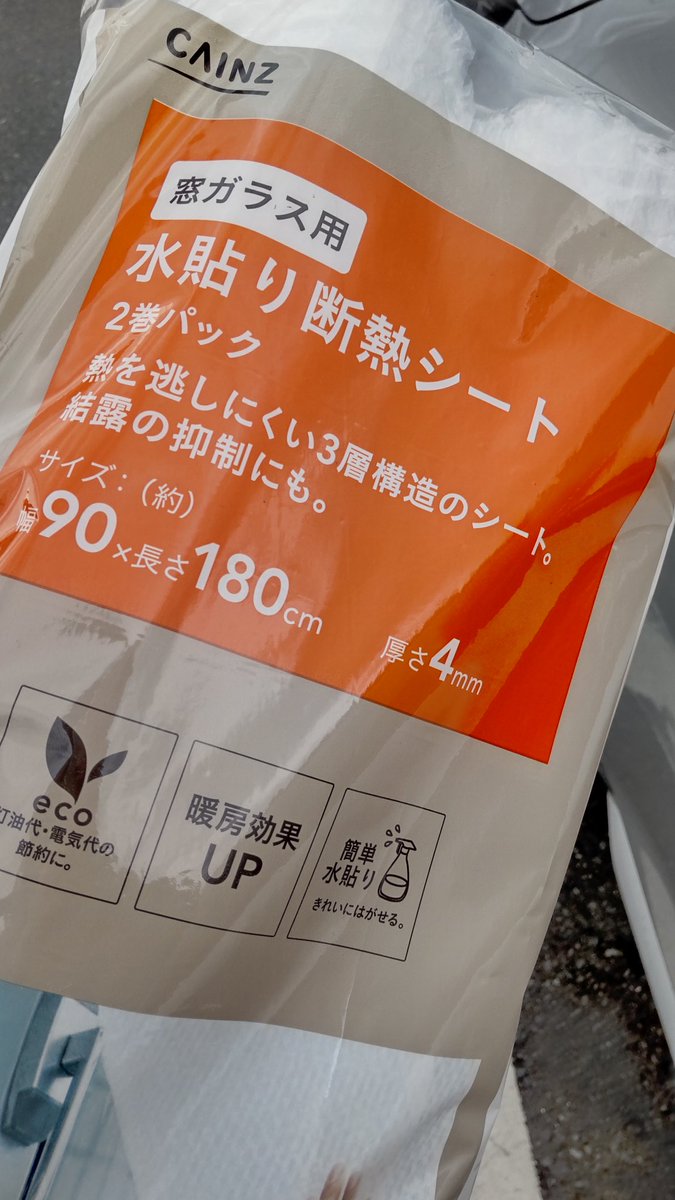 CAINZ
窓ガラス用
水貼り断熱シート
2巻パック
熱を逃しにくい3層構造のシート。
結露の抑制にも。
サイズ：（約）
幅90×長さ180cm
厚さ4mm
eco
灯油代・電気代の
節約に。
暖房効果
UP
簡単
水貼り
きれいにはがせる。